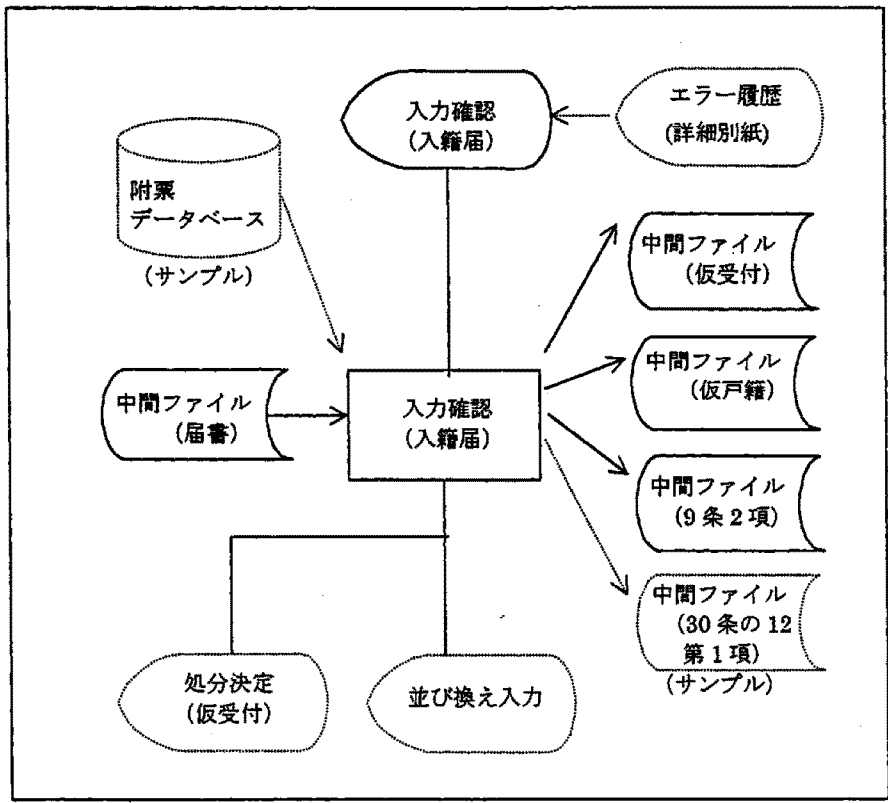 入力確認
(入籍届)
エラー履歴
(詳細別紙)
附票
データベース
(サンプル)
中間ファイル
(仮受付)
中間ファイル
(仮戸籍)
中間ファイル
(届書)
入力確認
(入籍届)
中間ファイル
(9条2項)
中間ファイル
(30条の12
第1項)
(サンプル)
処分決定
(仮受付)
並び換え入力